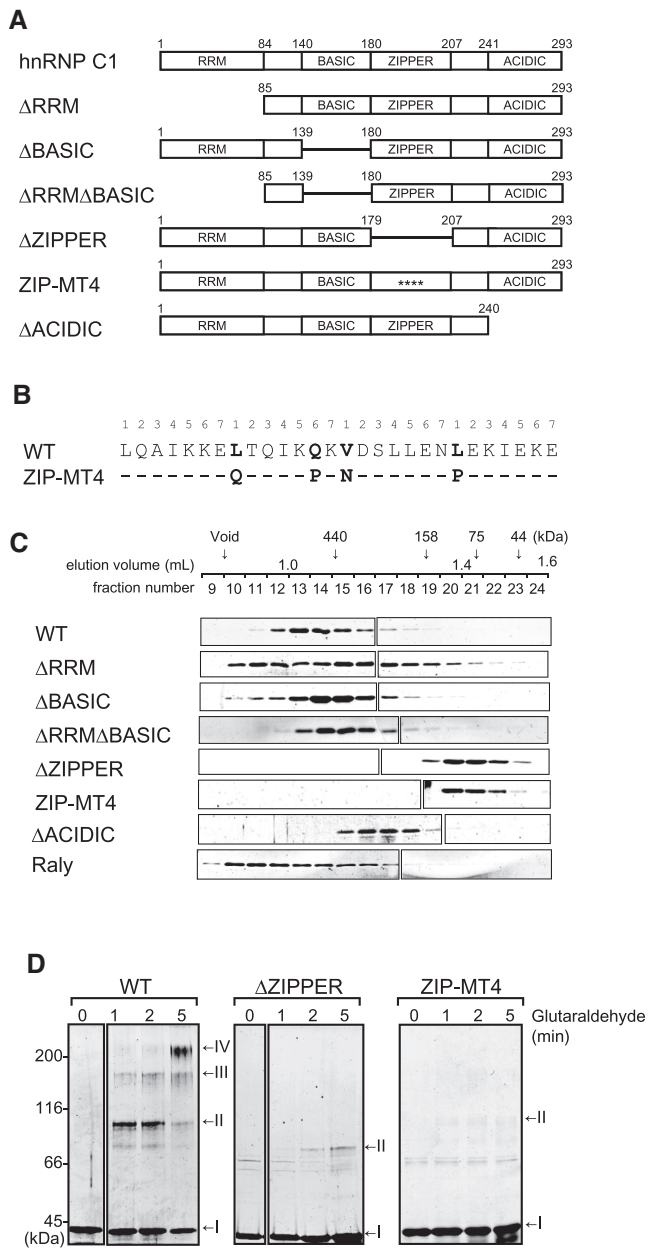 A
1 84 140 180 207 241 293
hnRNP C1 RRM BASIC ZIPPER ACIDIC
85 293
ΔRRM BASIC ZIPPER ACIDIC
1 139 180 293
ΔBASIC RRM ZIPPER ACIDIC
85 139 180 293
ΔRRMΔBASIC ZIPPER ACIDIC
1 179 207 293
ΔZIPPER RRM BASIC ACIDIC
1 293
ZIP-MT4 RRM BASIC **** ACIDIC
1 240
ΔACIDIC RRM BASIC ZIPPER
B
1 2 3 4 5 6 7 1 2 3 4 5 6 7 1 2 3 4 5 6 7 1 2 3 4 5 6 7
WT LQAIKKELTQIKQKVDSLLENLEKIEKE
ZIP-MT4 -------Q----P-N------P------
C
Void 440 158 75 44 (kDa)
↓ ↓ ↓ ↓ ↓
elution volume (mL) 1.0 1.4 1.6
fraction number 9 10 11 12 13 14 15 16 17 18 19 20 21 22 23 24
WT
ΔRRM
ΔBASIC
ΔRRMΔBASIC
ΔZIPPER
ZIP-MT4
ΔACIDIC
Raly
D
WT ΔZIPPER ZIP-MT4
0 1 2 5 0 1 2 5 0 1 2 5 Glutaraldehyde
(min)
200 ←IV
←III
116 ←II ←II
66 ←II
45 ←I ←I ←I
(kDa)